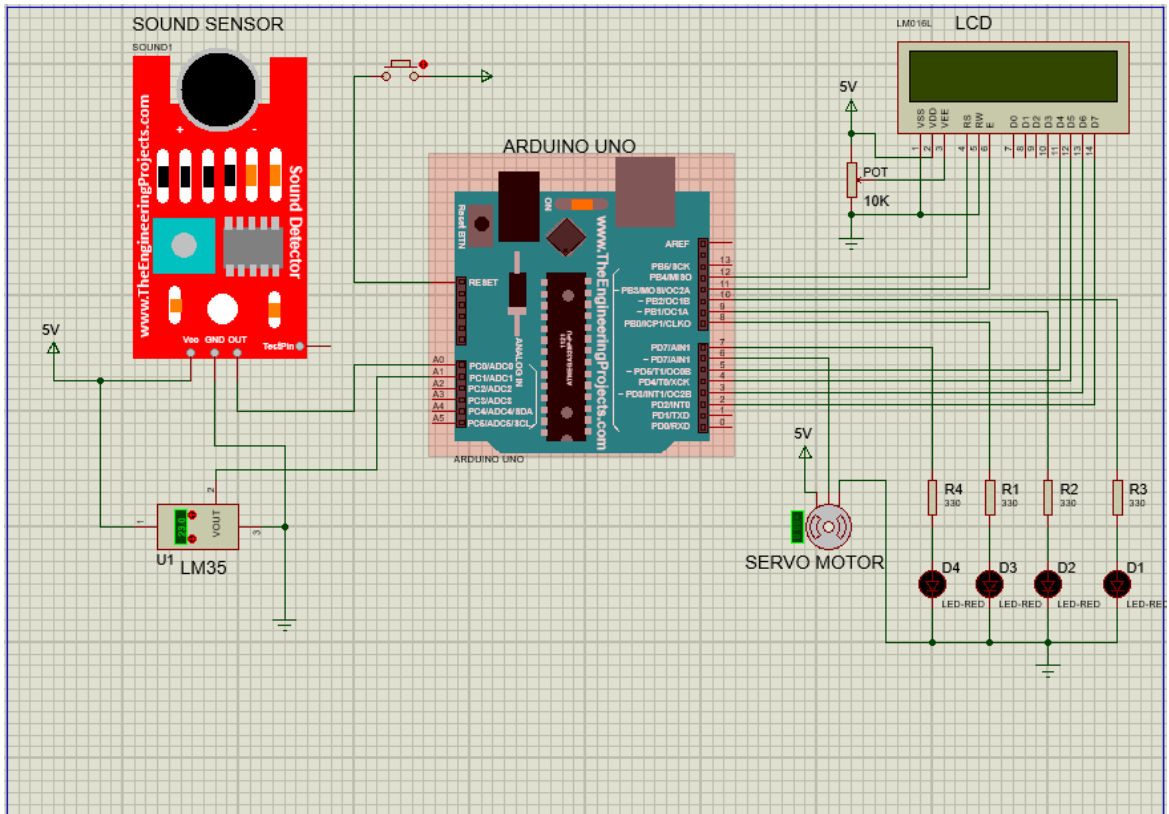 SOUND SENSOR
SOUND1
www.TheEngineeringProjects.com
+ -
Sound Detector
Vcc GND OUT
TestPin
5V
1
2
3
VOUT
23.0
U1
LM35
ARDUINO UNO
Reset BTN
ON
www.TheEngineeringProjects.com
ANALOG IN
RESET
A0 PC0/ADC0
A1 PC1/ADC1
A2 PC2/ADC2
A3 PC3/ADC3
A4 PC4/ADC4/SDA
A5 PC5/ADC5/SCL
AREF
PB5/SCK 13
PB4/MISO 12
~ PB3/MOSI/OC2A 11
~ PB2/OC1B 10
~ PB1/OC1A 9
PB0/ICP1/CLKO 8
PD7/AIN1 7
~ PD7/AIN1 6
~ PD5/T1/OC0B 5
PD4/T0/XCK 4
~ PD3/INT1/OC2B 3
PD2/INT0 2
PD1/TXD 1
PD0/RXD 0
ARDUINO UNO
LM016L
LCD
VSS VDD VEE RS RW E D0 D1 D2 D3 D4 D5 D6 D7
1 2 3 4 5 6 7 8 9 10 11 12 13 14
5V
POT
10K
5V
SERVO MOTOR
R4
330
R1
330
R2
330
R3
330
D4
LED-RED
D3
LED-RED
D2
LED-RED
D1
LED-RED